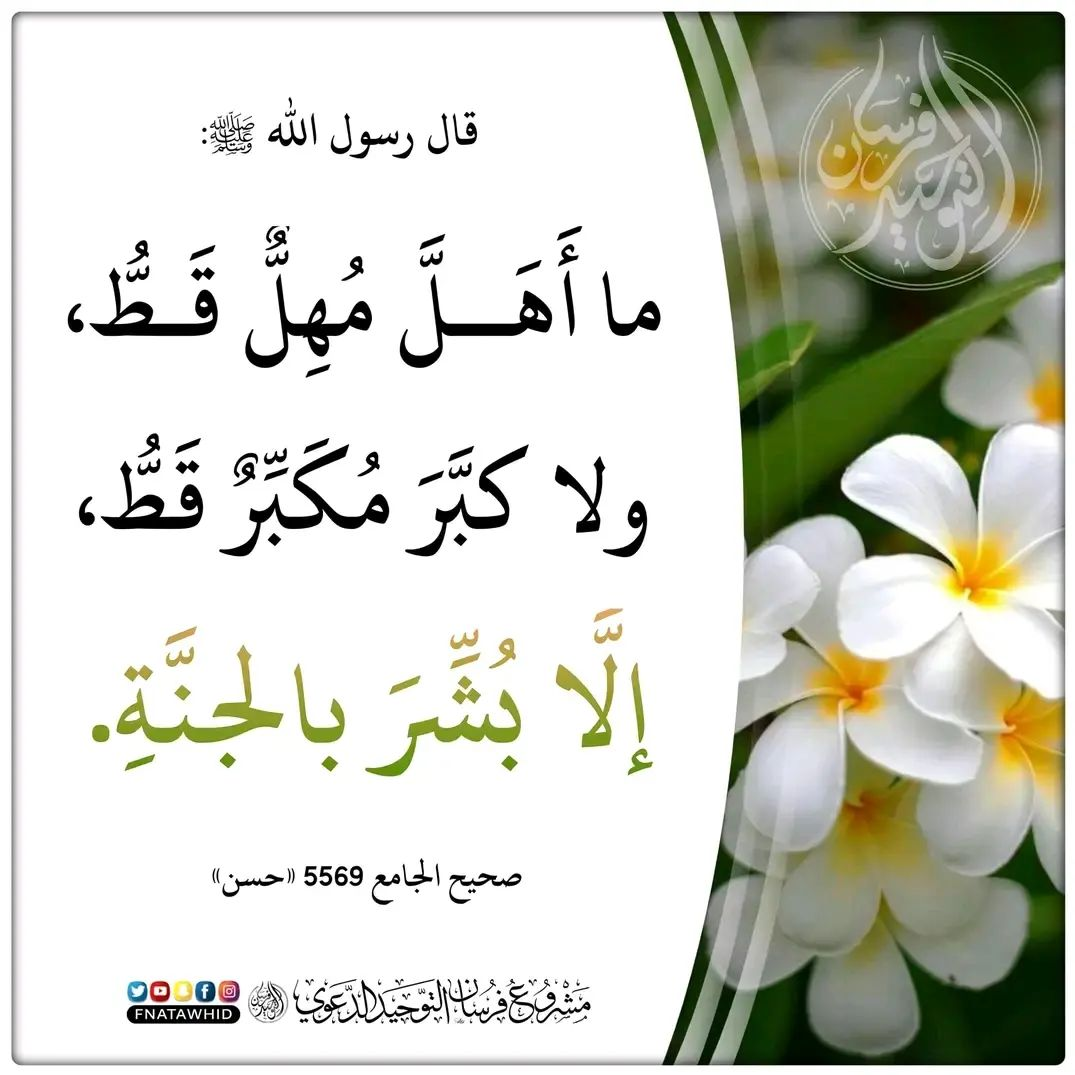 قال رسول الله ﷺ:
ما أَهَـــلَّ مُهِلٌّ قَــطُّ،
ولا كبَّرَ مُكَبِّرٌ قَطُّ،
إلَّا بُشِّرَ بالجنَّةِ.
صحيح الجامع 5569 «حسن»
مشروع فرسان التوحيد الدعوي
FNATAWHID
فرسان التوحيد